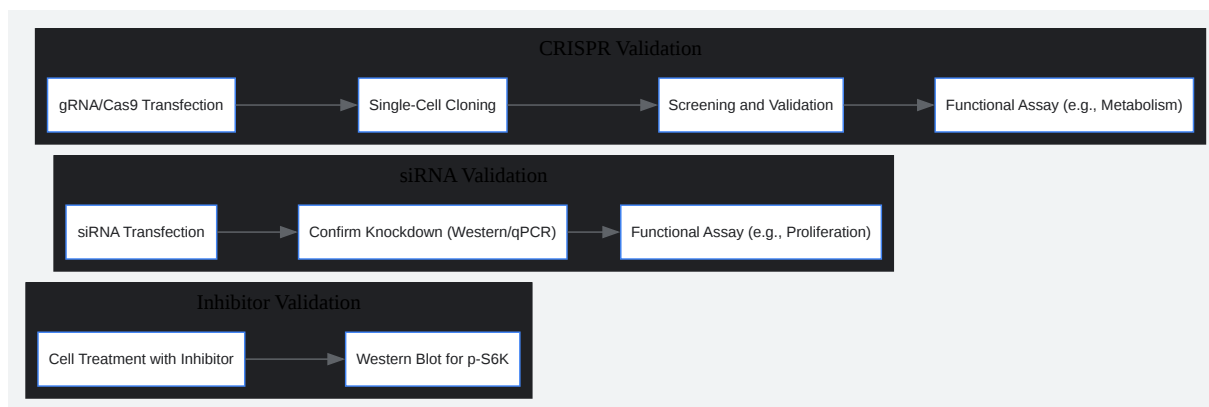 CRISPR Validation
gRNA/Cas9 Transfection
Single-Cell Cloning
Screening and Validation
Functional Assay (e.g., Metabolism)
siRNA Validation
siRNA Transfection
Confirm Knockdown (Western/qPCR)
Functional Assay (e.g., Proliferation)
Inhibitor Validation
Cell Treatment with Inhibitor
Western Blot for p-S6K